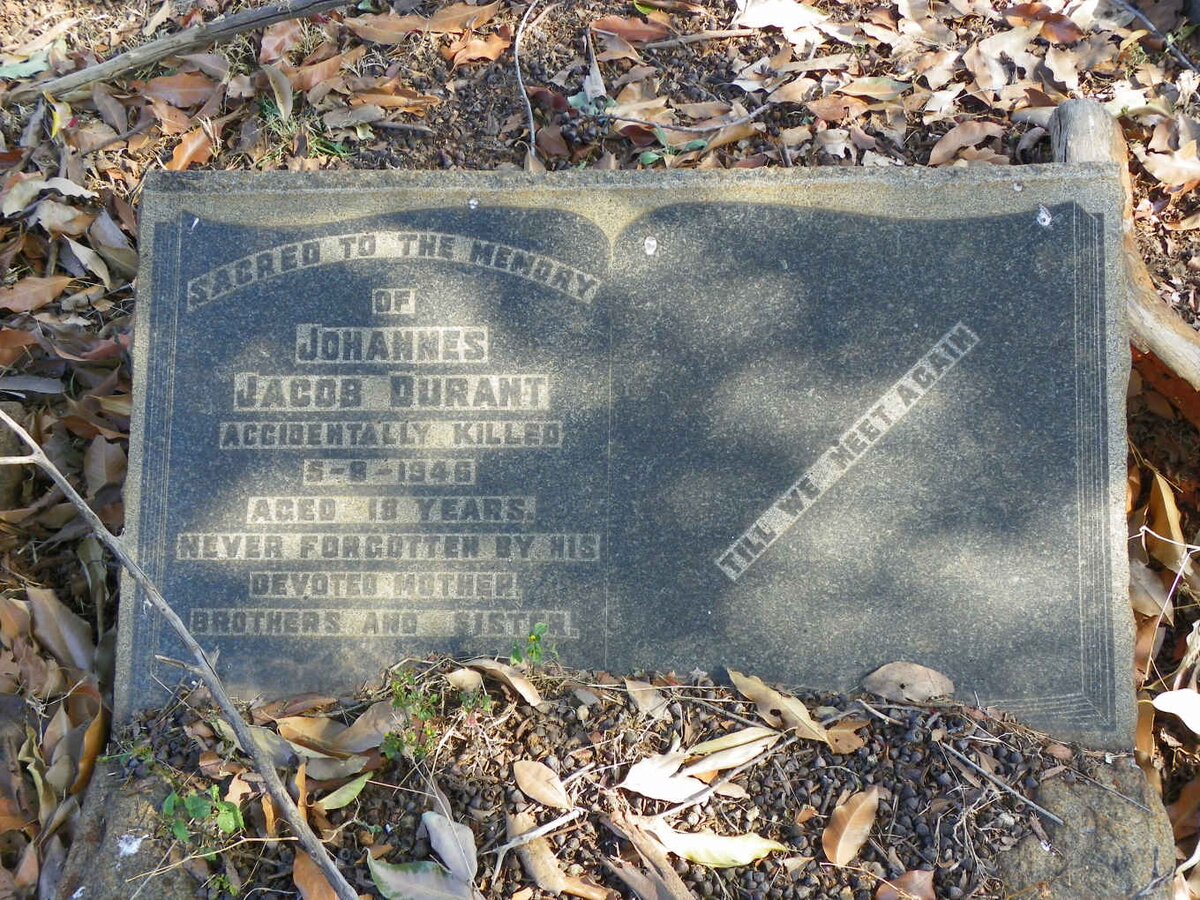 SACRED TO THE MEMORY
OF
JOHANNES
JACOB DURANT
ACCIDENTALLY KILLED
5-8-1946
AGED 18 YEARS.
NEVER FORGOTTEN BY HIS
DEVOTED MOTHER,
BROTHERS AND SISTER.
TILL WE MEET AGAIN